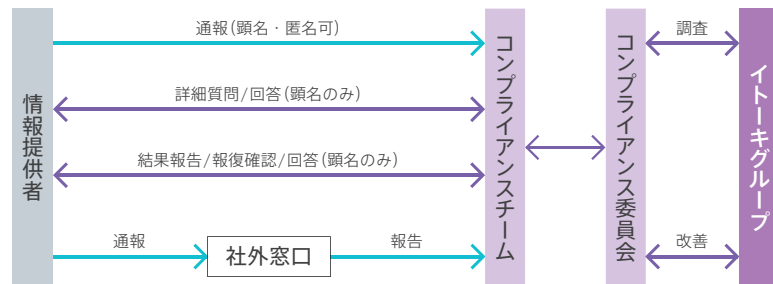 情報提供者
通報(顕名・匿名可)
詳細質問/回答(顕名のみ)
結果報告/報復確認/回答(顕名のみ)
通報
社外窓口
報告
コンプライアンスチーム
コンプライアンス委員会
調査
改善
イトーキグループ